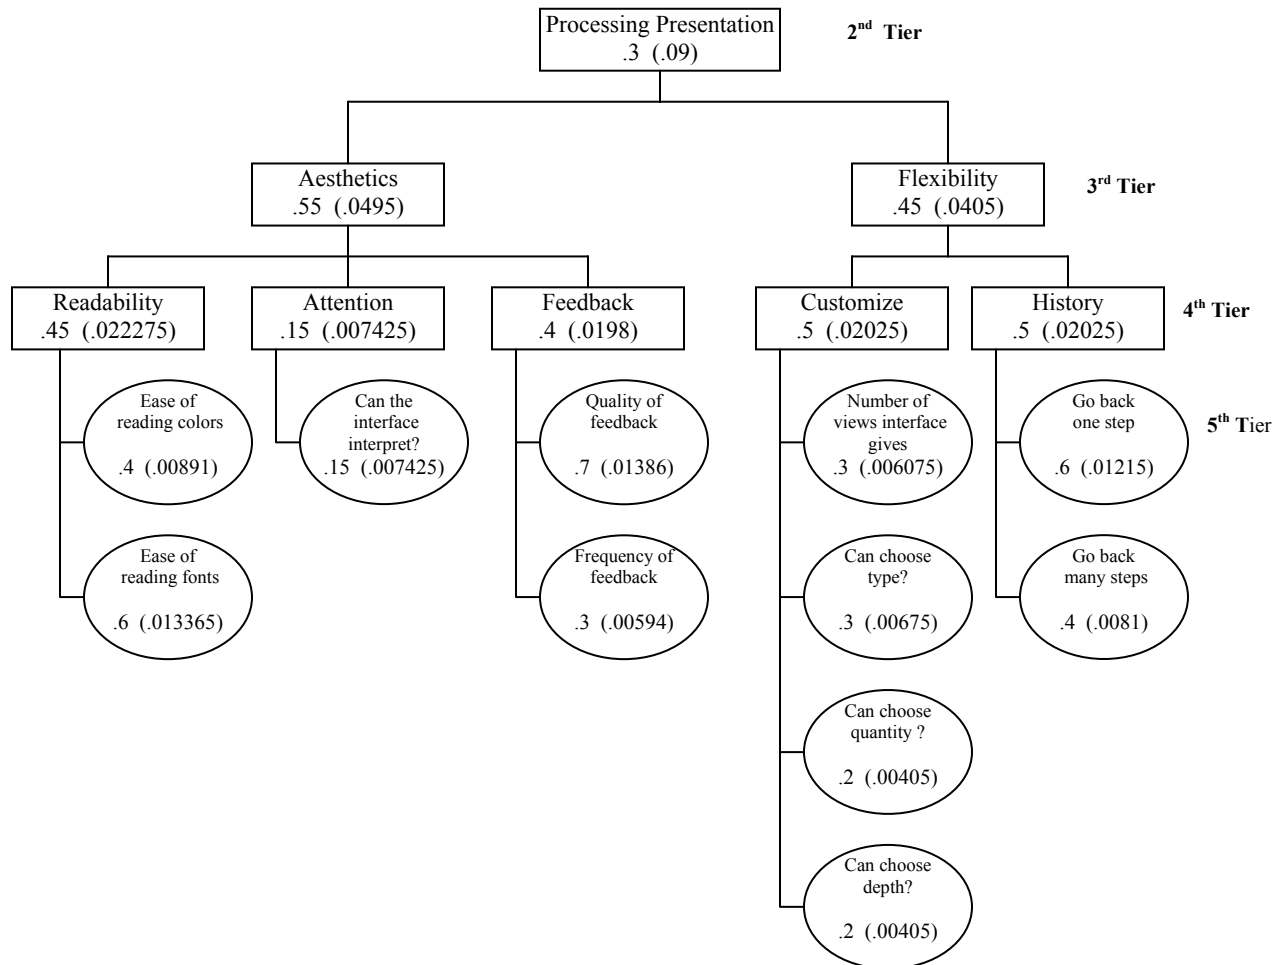 Processing Presentation
.3 (.09)
2nd Tier
Aesthetics
.55 (.0495)
Flexibility
.45 (.0405)
3rd Tier
Readability
.45 (.022275)
Attention
.15 (.007425)
Feedback
.4 (.0198)
Customize
.5 (.02025)
History
.5 (.02025)
4th Tier
Ease of
reading colors
.4 (.00891)
Can the
interface
interpret?
.15 (.007425)
Quality of
feedback
.7 (.01386)
Number of
views interface
gives
.3 (.006075)
Go back
one step
.6 (.01215)
5th Tier
Ease of
reading fonts
.6 (.013365)
Frequency of
feedback
.3 (.00594)
Can choose
type?
.3 (.00675)
Go back
many steps
.4 (.0081)
Can choose
quantity ?
.2 (.00405)
Can choose
depth?
.2 (.00405)